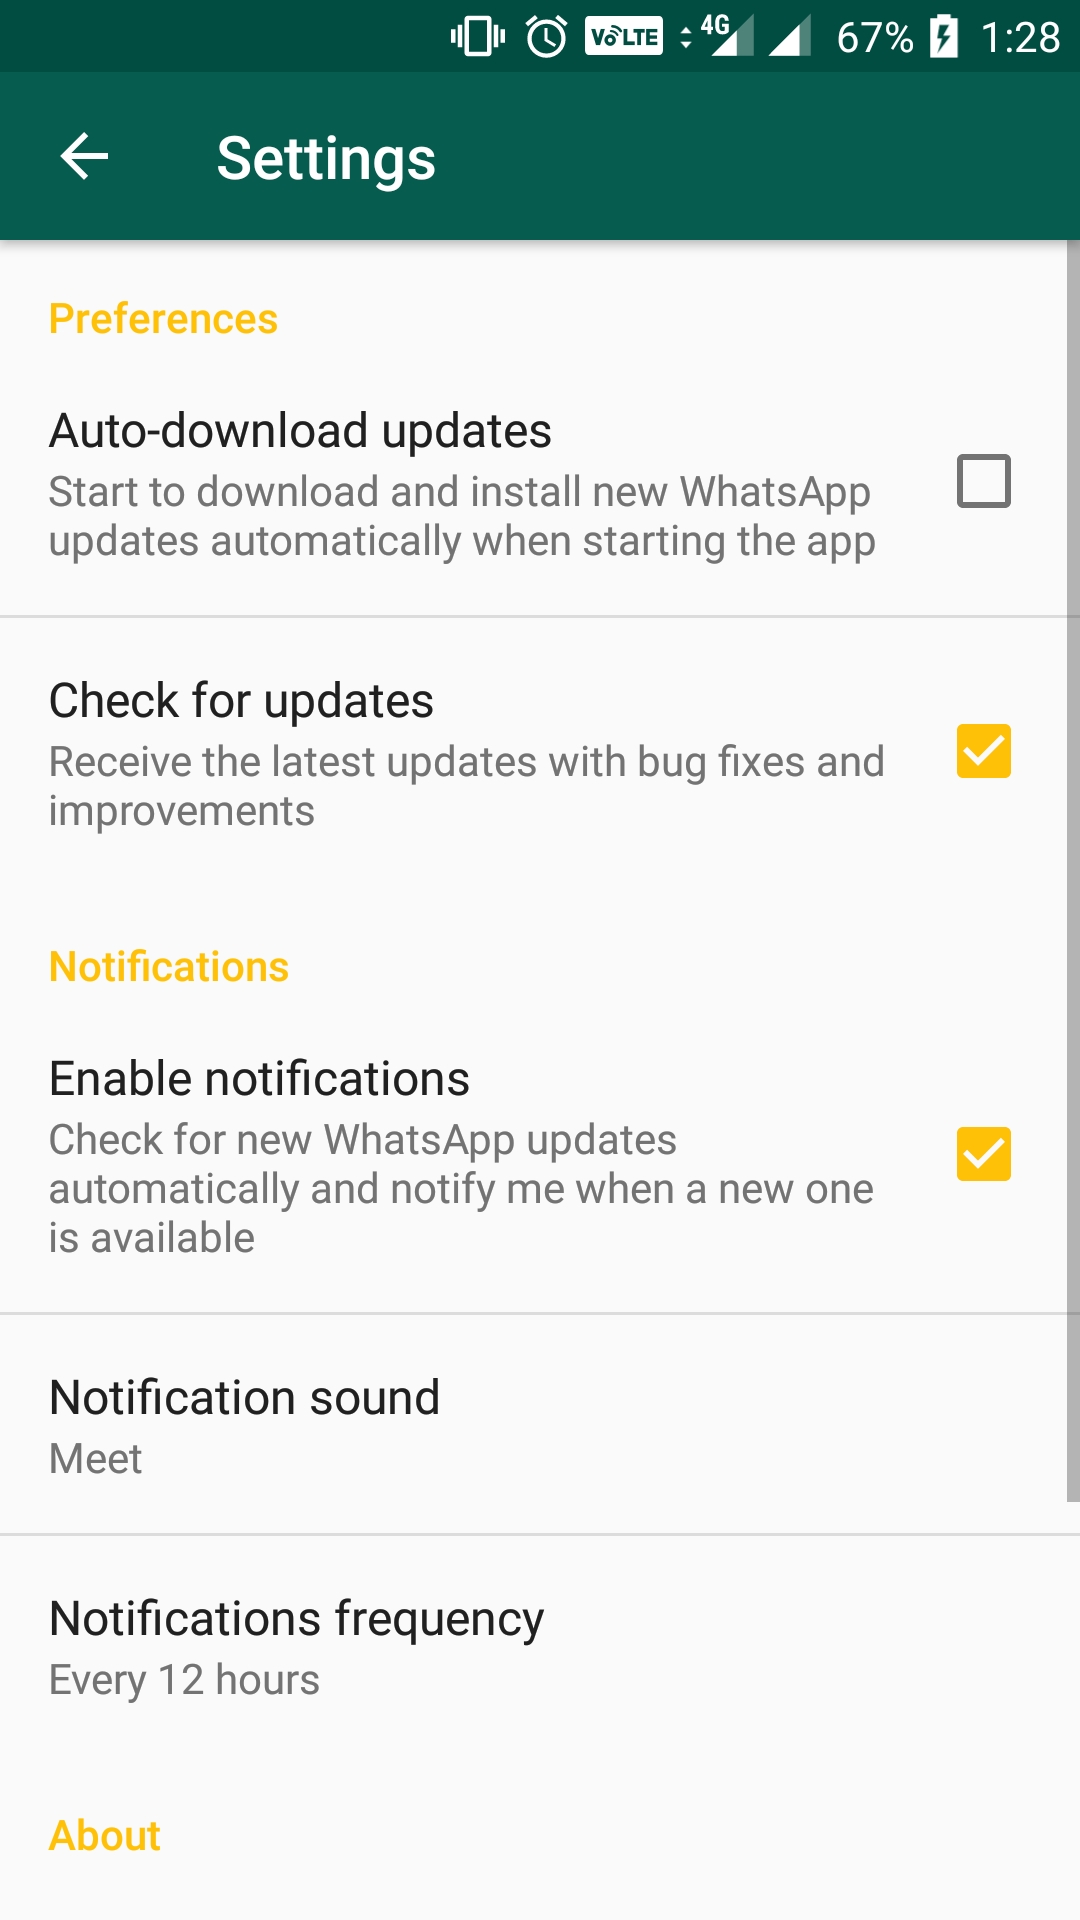 VoLTE 4G 67% 1:28
Settings
Preferences
Auto-download updates
Start to download and install new WhatsApp
updates automatically when starting the app
Check for updates
Receive the latest updates with bug fixes and
improvements
Notifications
Enable notifications
Check for new WhatsApp updates
automatically and notify me when a new one
is available
Notification sound
Meet
Notifications frequency
Every 12 hours
About